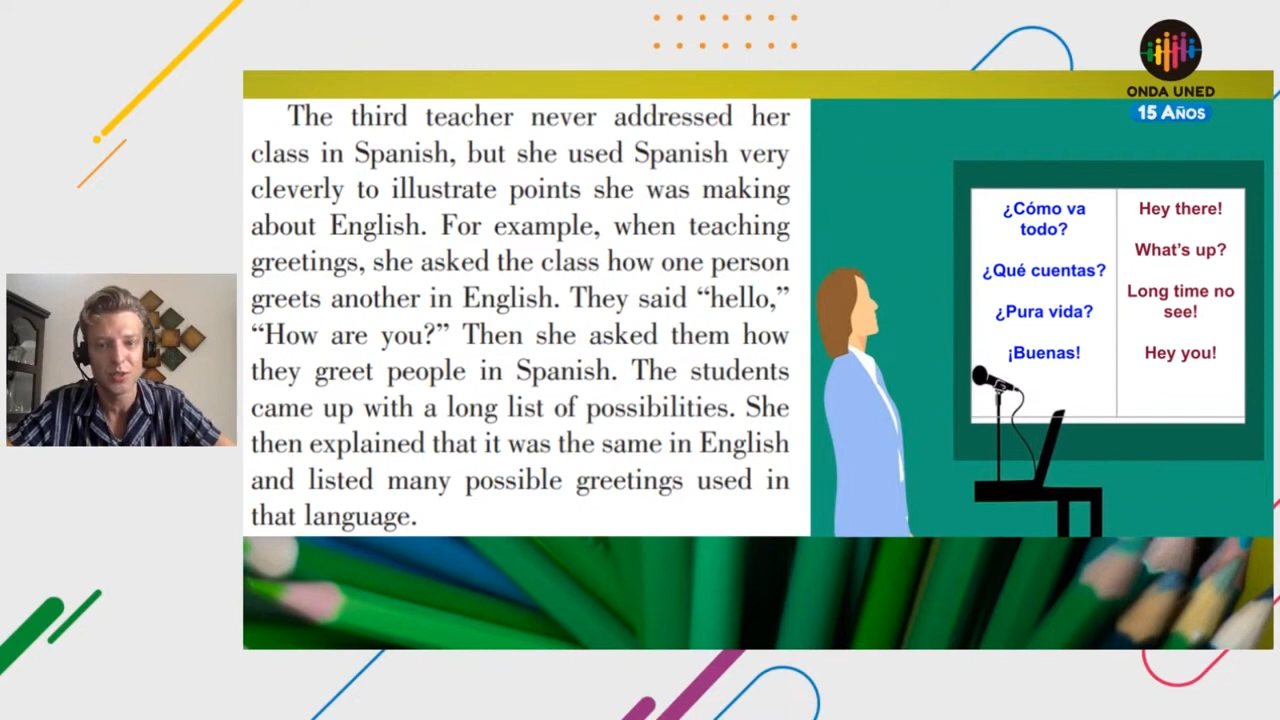 ONDA UNED
15 AÑOS
The third teacher never addressed her
class in Spanish, but she used Spanish very
cleverly to illustrate points she was making
about English. For example, when teaching
greetings, she asked the class how one person
greets another in English. They said “hello,”
“How are you?” Then she asked them how
they greet people in Spanish. The students
came up with a long list of possibilities. She
then explained that it was the same in English
and listed many possible greetings used in
that language.
¿Cómo va
todo?
¿Qué cuentas?
¿Pura vida?
¡Buenas!
Hey there!
What’s up?
Long time no
see!
Hey you!